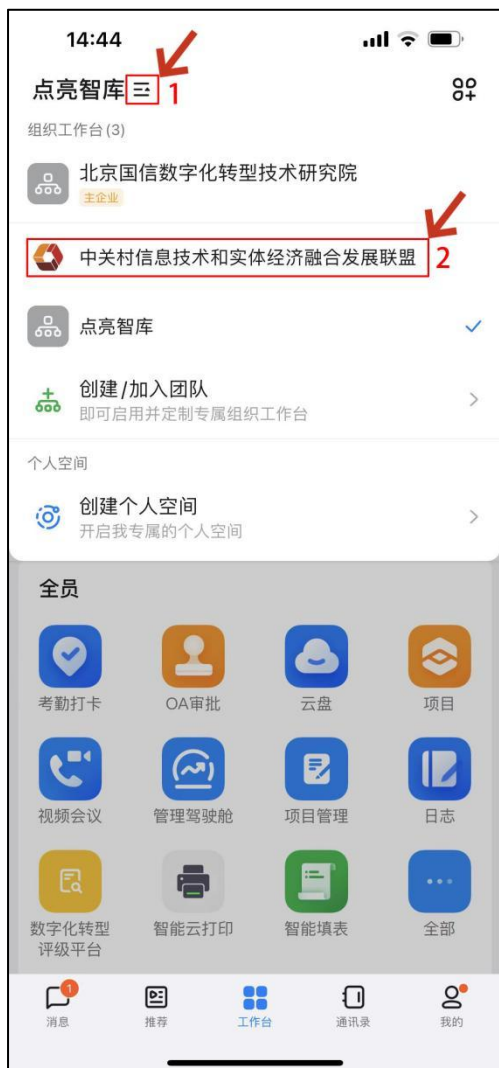 14:44
点亮智库 1
组织工作台(3)
北京国信数字化转型技术研究院
主企业
中关村信息技术和实体经济融合发展联盟 2
点亮智库
创建/加入团队
即可启用并定制专属组织工作台
个人空间
创建个人空间
开启我专属的个人空间
全员
考勤打卡 OA审批 云盘 项目
视频会议 管理驾驶舱 项目管理 日志
数字化转型 智能云打印 智能填表 全部
评级平台
1
消息 推荐 工作台 通讯录 我的